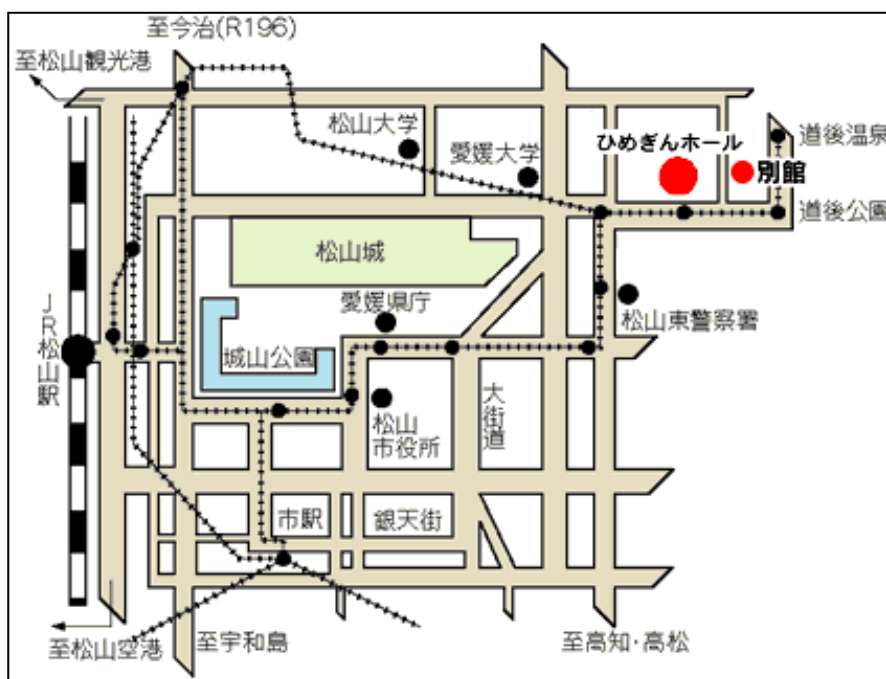 至今治(R196)
至松山観光港
松山大学
愛媛大学
ひめぎんホール
別館
道後温泉
道後公園
松山城
愛媛県庁
松山東警察署
JR松山駅
城山公園
大街道
松山
市役所
市駅
銀天街
至松山空港
至宇和島
至高知・高松